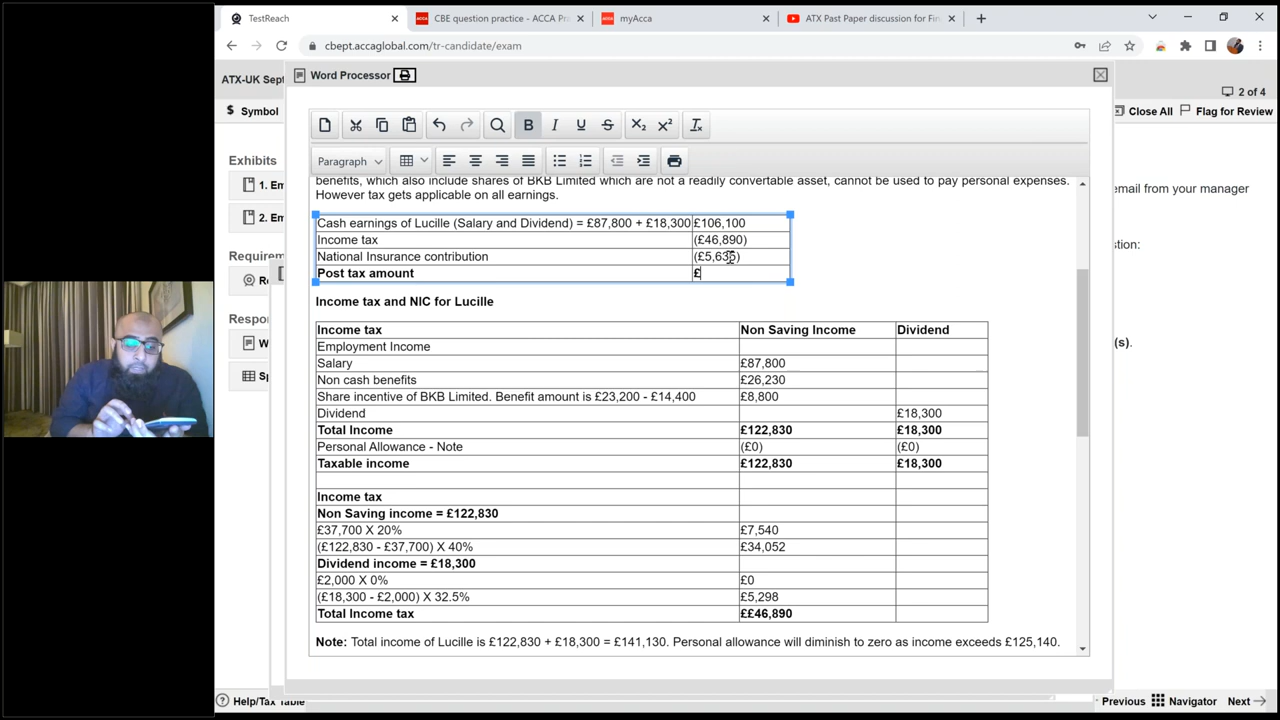 TestReach
CBE question practice - ACCA Pr
myAcca
ATX Past Paper discussion for Fin
cbept.accaglobal.com/tr-candidate/exam
ATX-UK Sept
Word Processor
2 of 4
$ Symbol
Close All
Flag for Review
Paragraph
Exhibits
1. Em
2. Em
Requirem
Re
Respo
W
Sp
email from your manager
tion:
(s).
benefits, which also include shares of BKB Limited which are not a readily convertable asset, cannot be used to pay personal expenses.
However tax gets applicable on all earnings.
Cash earnings of Lucille (Salary and Dividend) = £87,800 + £18,300 £106,100
Income tax (£46,890)
National Insurance contribution (£5,635)
Post tax amount £
Income tax and NIC for Lucille
Income tax Non Saving Income Dividend
Employment Income
Salary £87,800
Non cash benefits £26,230
Share incentive of BKB Limited. Benefit amount is £23,200 - £14,400 £8,800
Dividend £18,300
Total Income £122,830 £18,300
Personal Allowance - Note (£0) (£0)
Taxable income £122,830 £18,300
Income tax
Non Saving income = £122,830
£37,700 X 20% £7,540
(£122,830 - £37,700) X 40% £34,052
Dividend income = £18,300
£2,000 X 0% £0
(£18,300 - £2,000) X 32.5% £5,298
Total Income tax ££46,890
Note: Total income of Lucille is £122,830 + £18,300 = £141,130. Personal allowance will diminish to zero as income exceeds £125,140.
Help/Tax Table
Previous
Navigator
Next